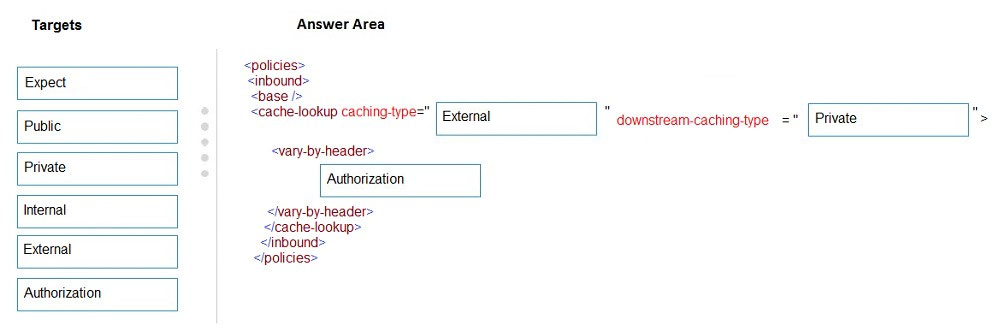 Targets
Answer Area
Expect
Public
Private
Internal
External
Authorization
<policies>
<inbound>
<base />
<cache-lookup caching-type=" External " downstream-caching-type = " Private " >
<vary-by-header>
Authorization
</vary-by-header>
</cache-lookup>
</inbound>
</policies>